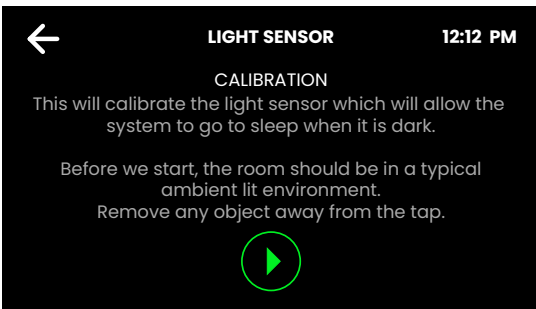 LIGHT SENSOR
12:12 PM
CALIBRATION
This will calibrate the light sensor which will allow the
system to go to sleep when it is dark.
Before we start, the room should be in a typical
ambient lit environment.
Remove any object away from the tap.